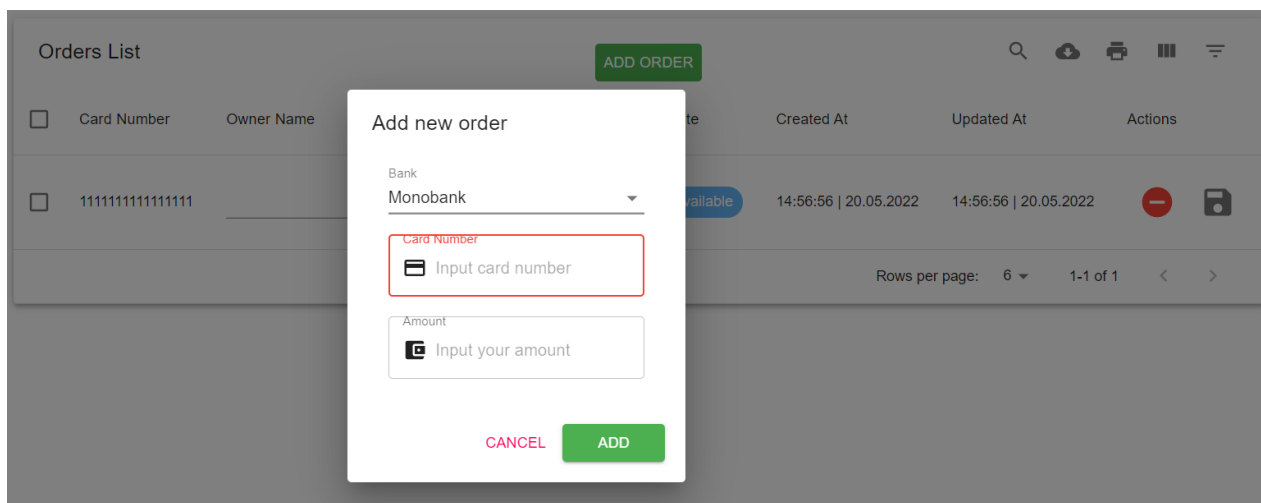 Orders List
ADD ORDER
Card Number Owner Name te Created At Updated At Actions
1111111111111111 vailable 14:56:56 | 20.05.2022 14:56:56 | 20.05.2022
Rows per page: 6 1-1 of 1
Add new order
Bank
Monobank
Card Number
Input card number
Amount
Input your amount
CANCEL ADD